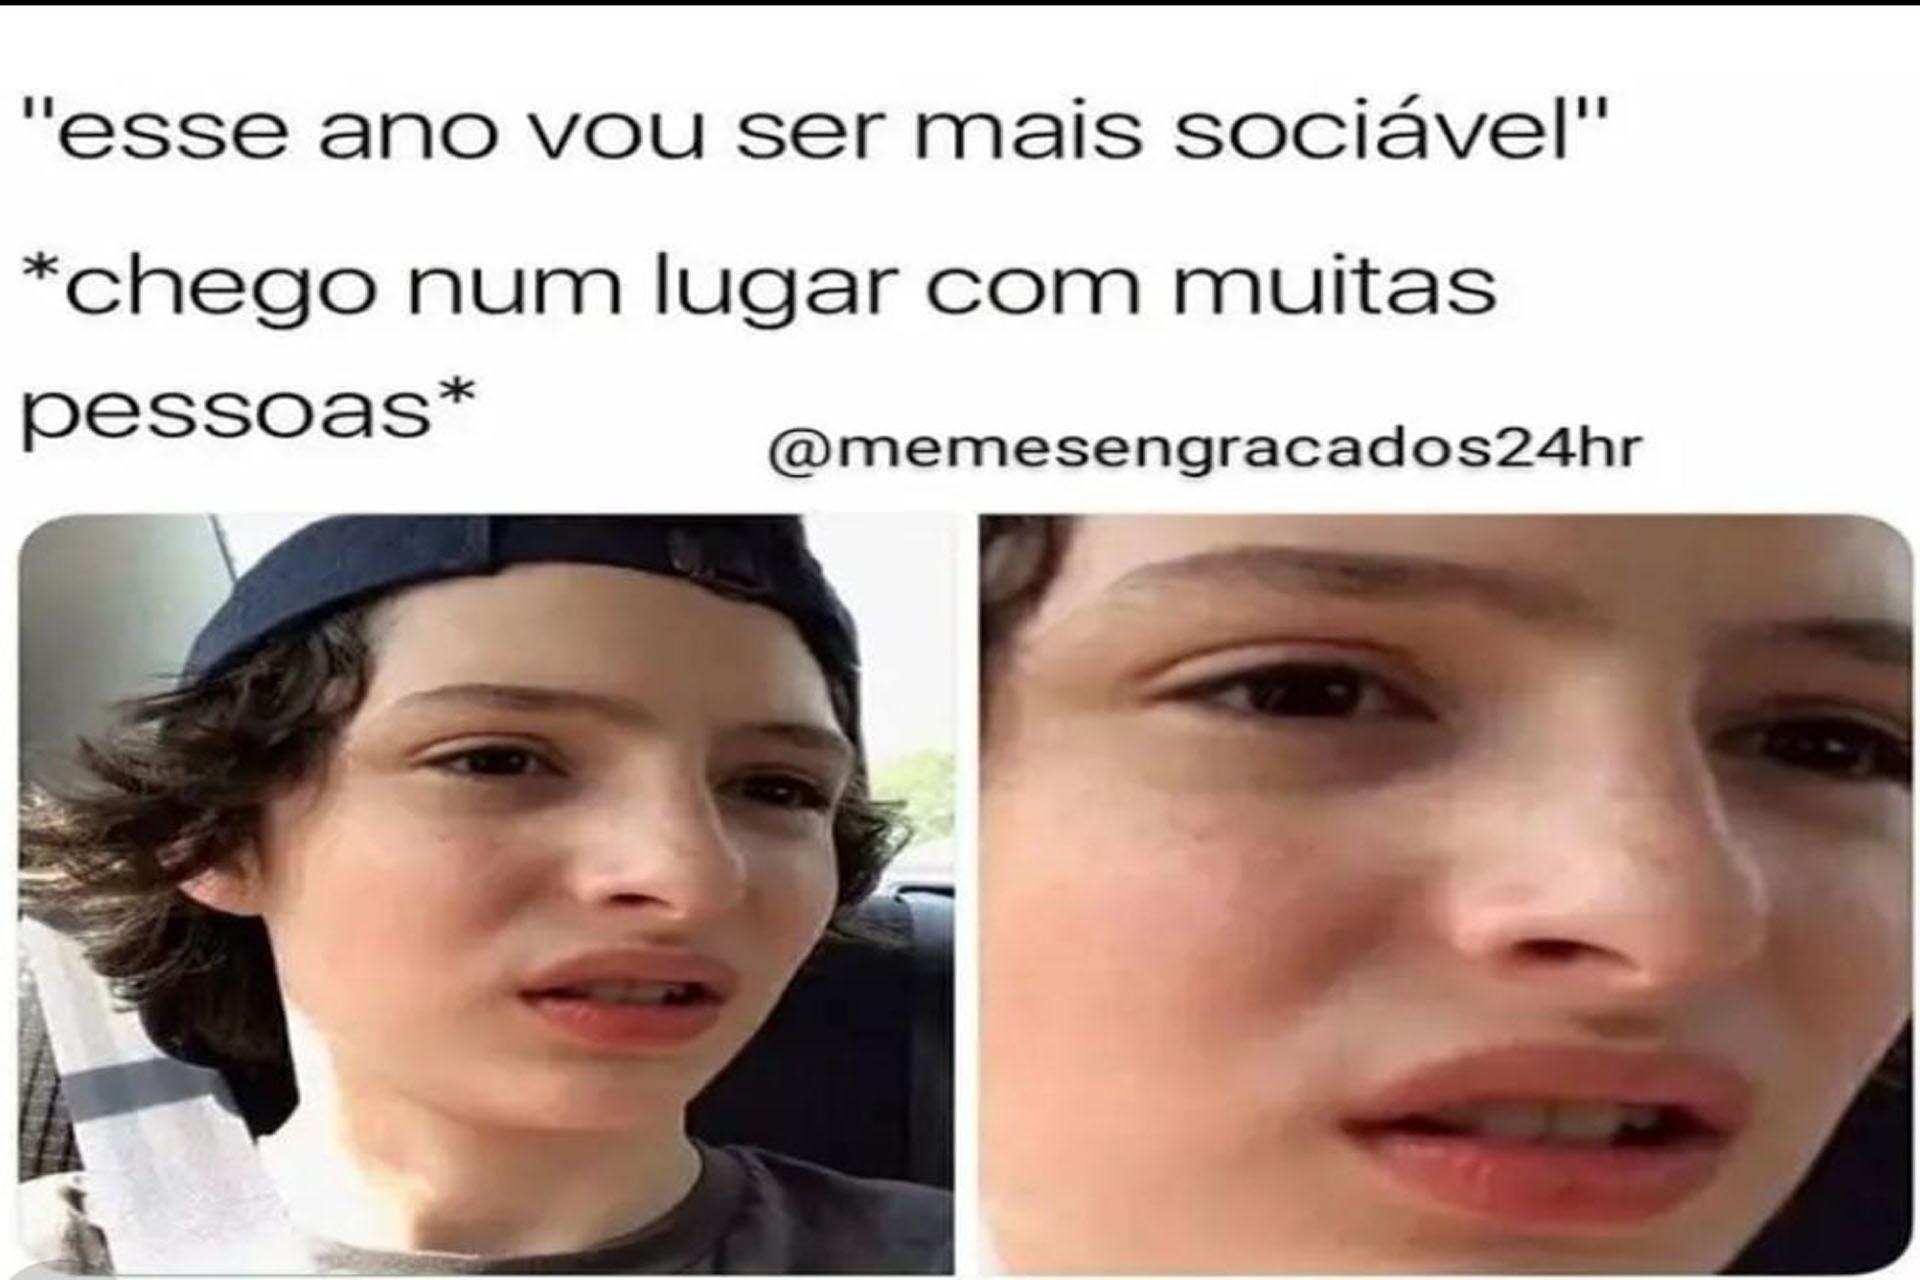 "esse ano vou ser mais sociável"
*chego num lugar com muitas
pessoas*
@memesengracados24hr